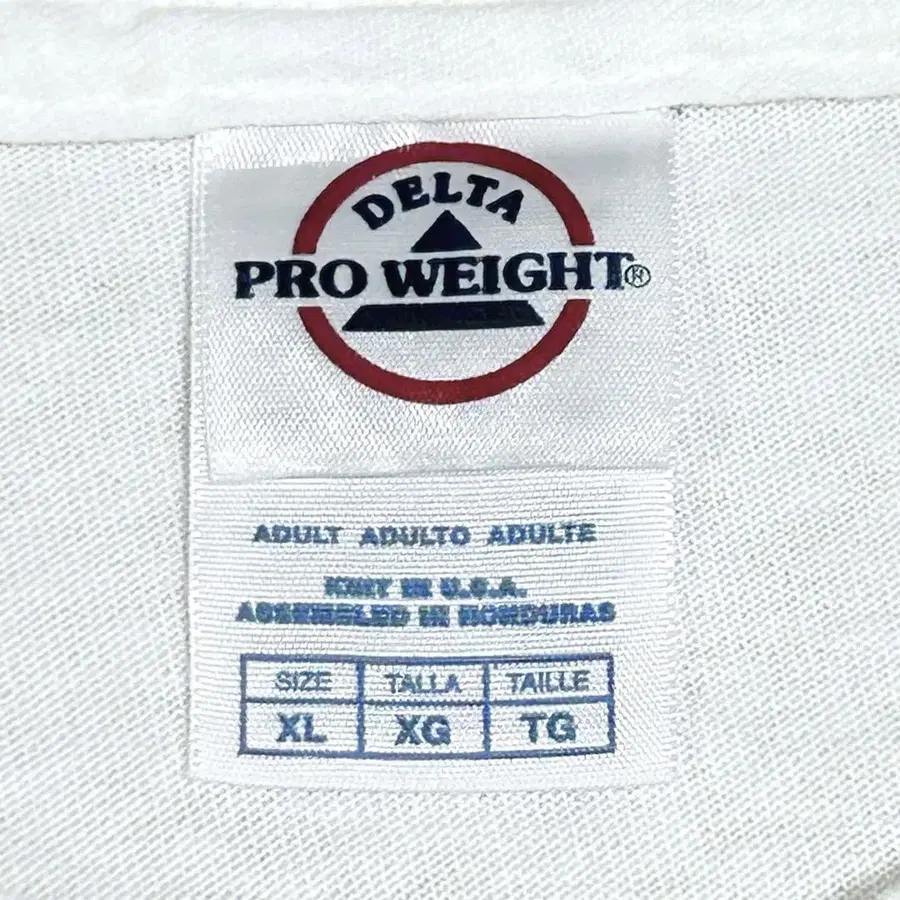 DELTA
PRO WEIGHT®
ADULT ADULTO ADULTE
KNIT IN U.S.A.
ASSEMBLED IN HONDURAS
SIZE TALLA TAILLE
XL XG TG